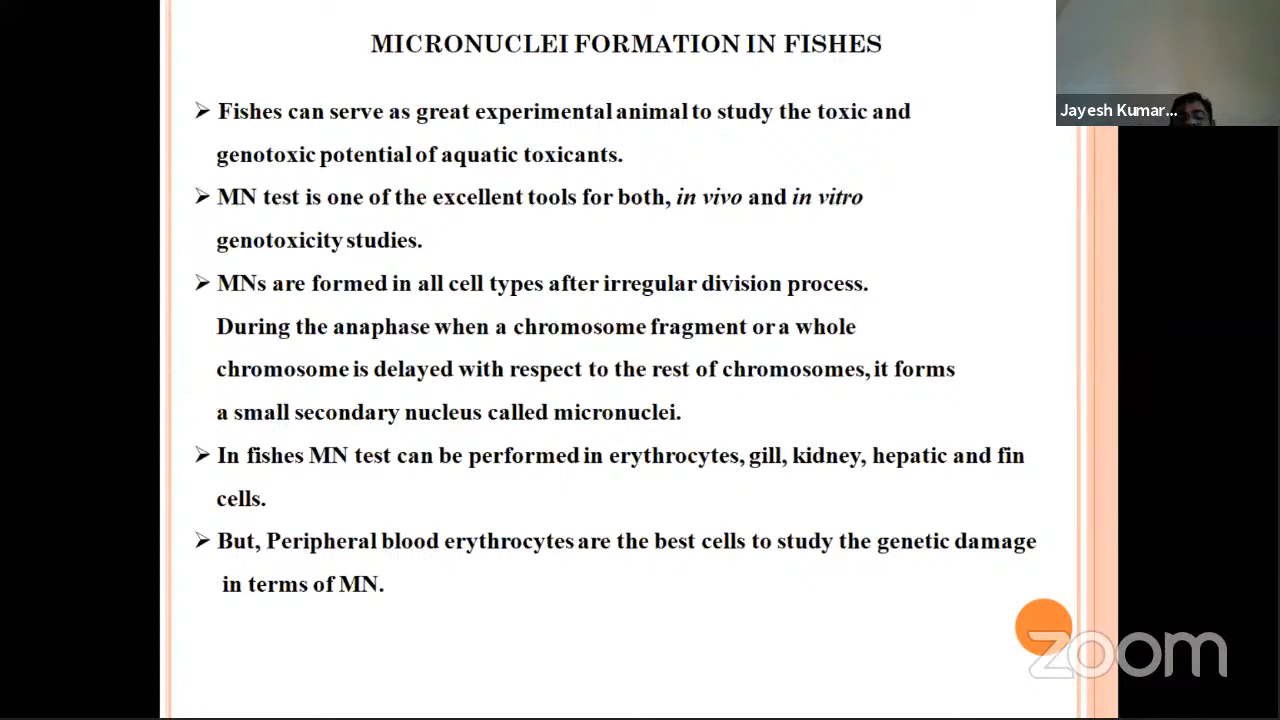 MICRONUCLEI FORMATION IN FISHES
Jayesh Kumar...
➢ Fishes can serve as great experimental animal to study the toxic and
genotoxic potential of aquatic toxicants.
➢ MN test is one of the excellent tools for both, in vivo and in vitro
genotoxicity studies.
➢ MNs are formed in all cell types after irregular division process.
During the anaphase when a chromosome fragment or a whole
chromosome is delayed with respect to the rest of chromosomes, it forms
a small secondary nucleus called micronuclei.
➢ In fishes MN test can be performed in erythrocytes, gill, kidney, hepatic and fin
cells.
➢ But, Peripheral blood erythrocytes are the best cells to study the genetic damage
in terms of MN.
zoom